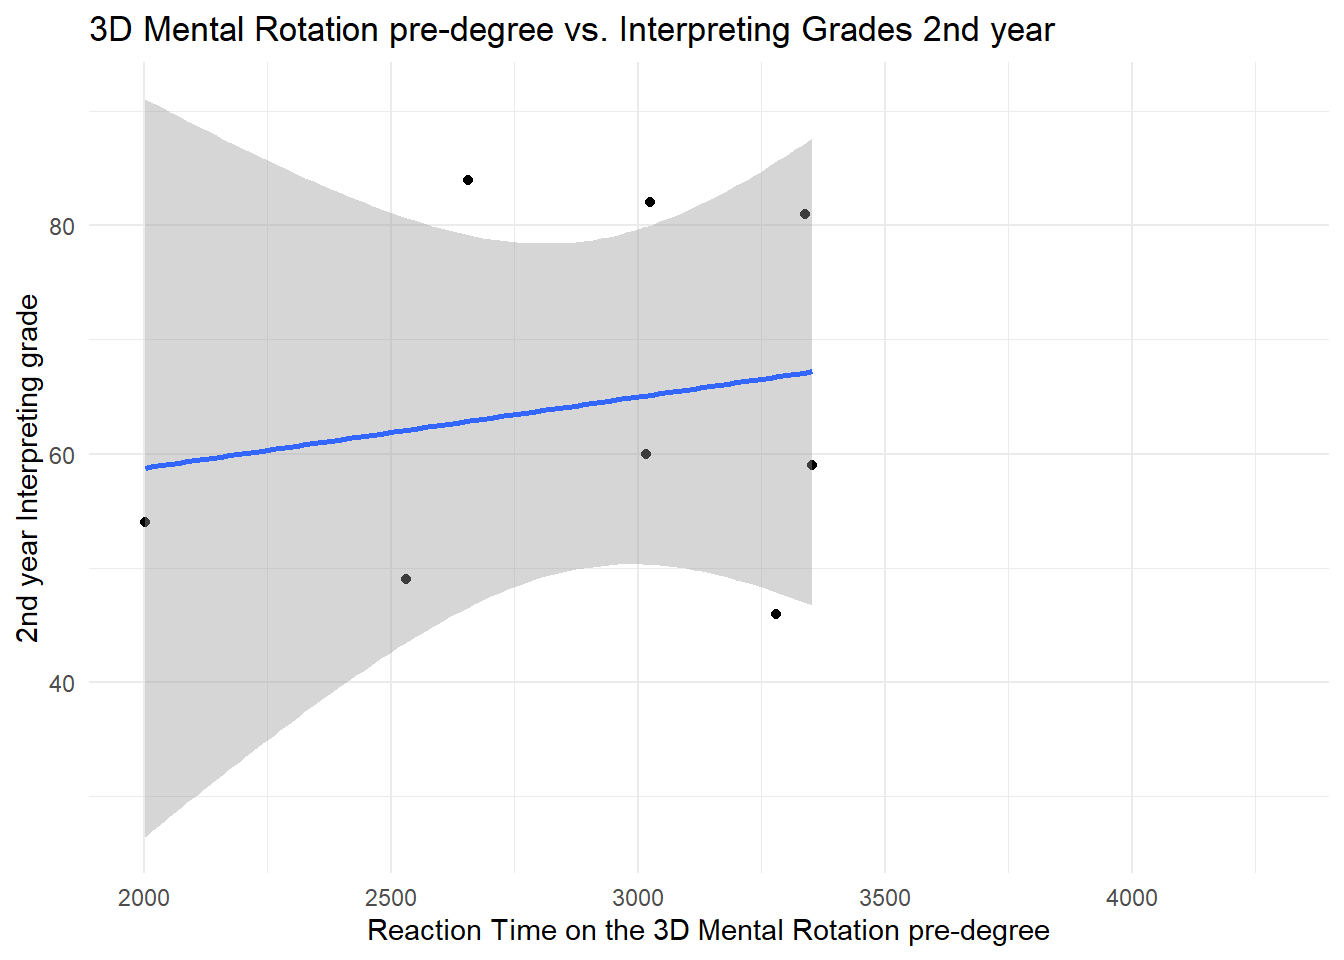 3D Mental Rotation pre-degree vs. Interpreting Grades 2nd year
2nd year Interpreting grade
80
60
40
2000 2500 3000 3500 4000
Reaction Time on the 3D Mental Rotation pre-degree